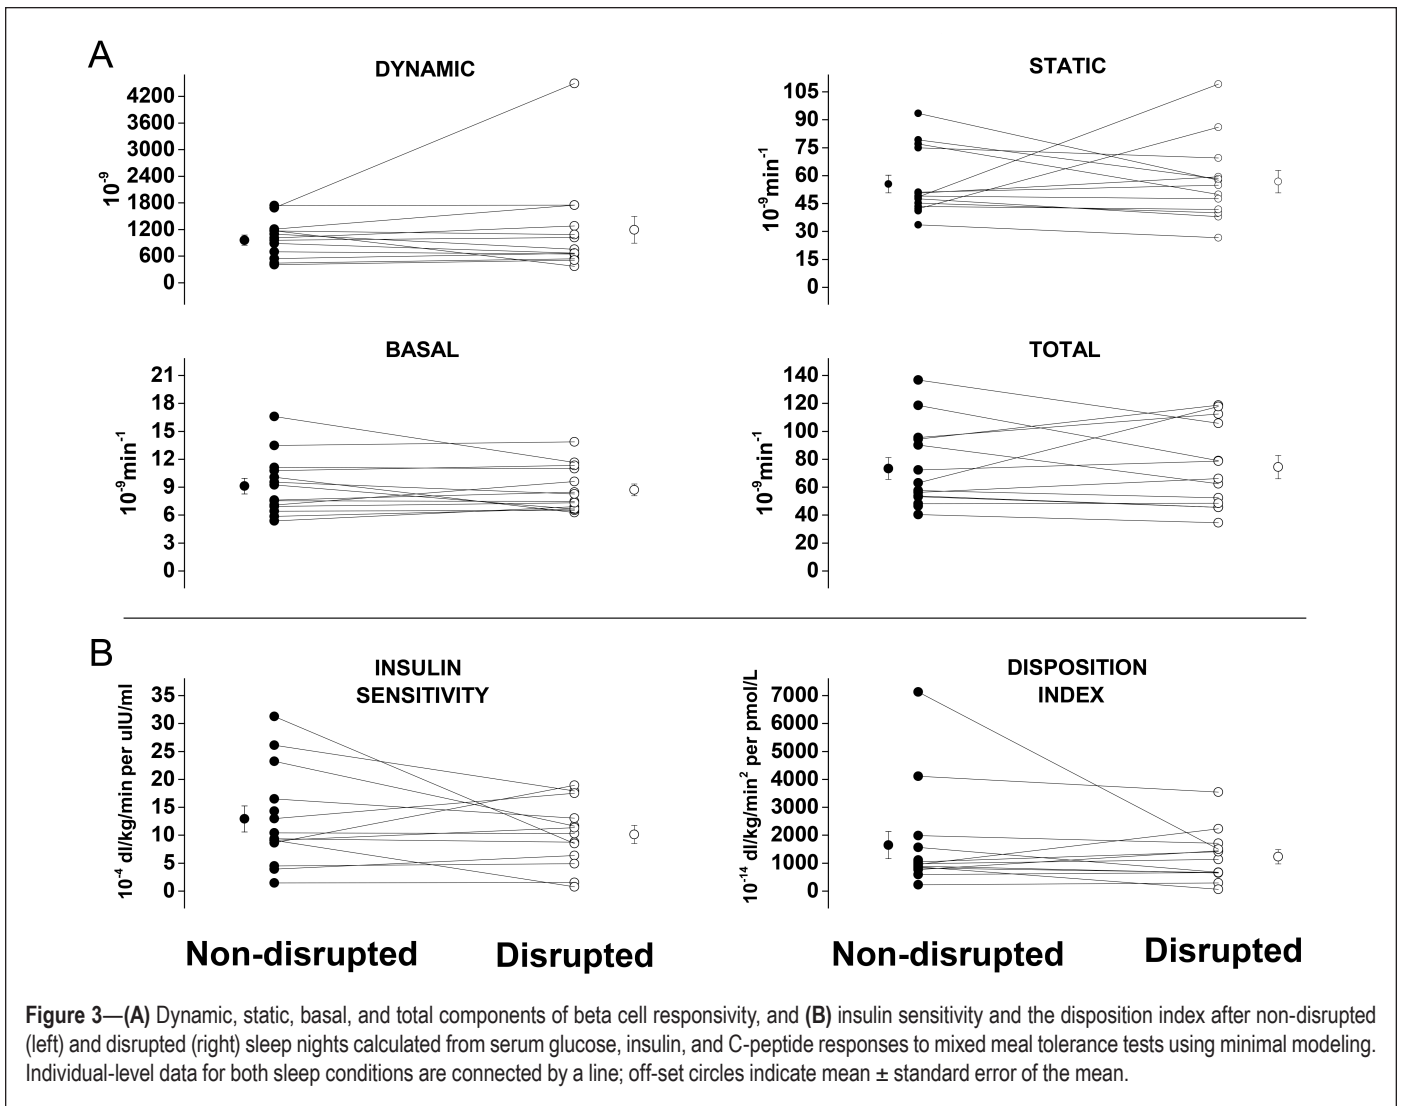 A
DYNAMIC
10⁻⁹
4200
3600
3000
2400
1800
1200
600
0
STATIC
10⁻⁹min⁻¹
105
90
75
60
45
30
15
0
BASAL
10⁻⁹min⁻¹
21
18
15
12
9
6
3
0
TOTAL
10⁻⁹min⁻¹
140
120
100
80
60
40
20
0
B
INSULIN
SENSITIVITY
10⁻⁴ dl/kg/min per uIU/ml
35
30
25
20
15
10
5
0
DISPOSITION
INDEX
10⁻¹⁴ dl/kg/min² per pmol/L
7000
6000
5000
4000
3000
2000
1000
0
Non-disrupted Disrupted Non-disrupted Disrupted
Figure 3—(A) Dynamic, static, basal, and total components of beta cell responsivity, and (B) insulin sensitivity and the disposition index after non-disrupted
(left) and disrupted (right) sleep nights calculated from serum glucose, insulin, and C-peptide responses to mixed meal tolerance tests using minimal modeling.
Individual-level data for both sleep conditions are connected by a line; off-set circles indicate mean ± standard error of the mean.